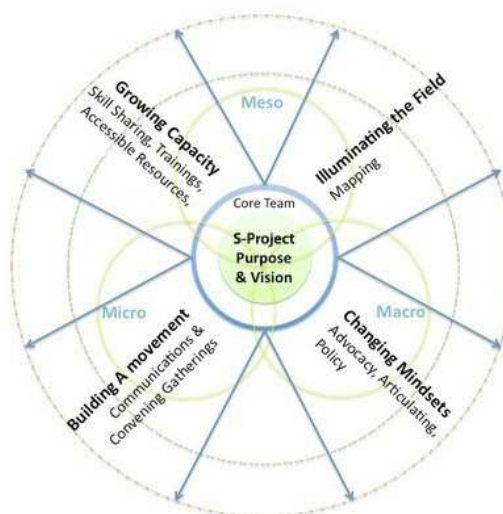 Growing Capacity
Skill Sharing, Trainings,
Accessible Resources,
Meso
Illuminating the Field
Mapping
Core Team
S-Project
Purpose
& Vision
Micro
Macro
Building A movement
Communications &
Convening Gatherings
Changing Mindsets
Advocacy, Articulating,
Policy